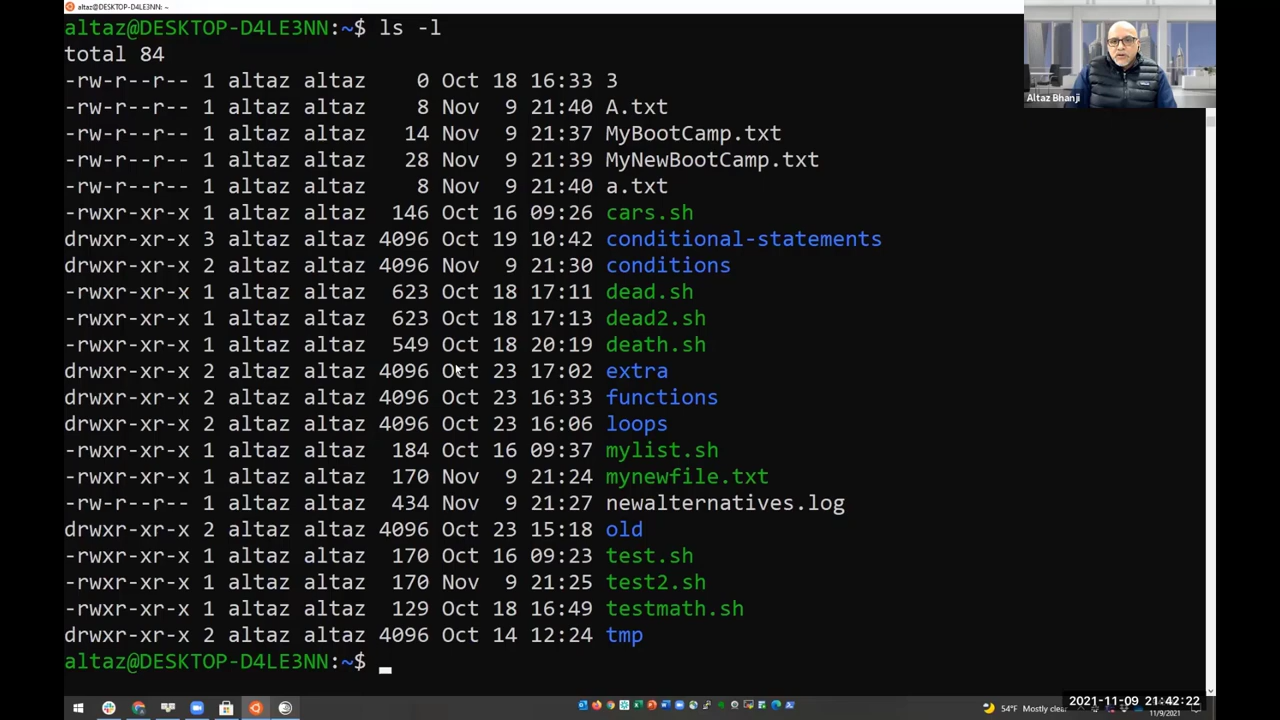 altaz@DESKTOP-D4LE3NN: ~
altaz@DESKTOP-D4LE3NN:~$ ls -l
total 84
-rw-r--r-- 1 altaz altaz    0 Oct 18 16:33 3
-rw-r--r-- 1 altaz altaz    8 Nov  9 21:40 A.txt
-rw-r--r-- 1 altaz altaz   14 Nov  9 21:37 MyBootCamp.txt
-rw-r--r-- 1 altaz altaz   28 Nov  9 21:39 MyNewBootCamp.txt
-rw-r--r-- 1 altaz altaz    8 Nov  9 21:40 a.txt
-rwxr-xr-x 1 altaz altaz  146 Oct 16 09:26 cars.sh
drwxr-xr-x 3 altaz altaz 4096 Oct 19 10:42 conditional-statements
drwxr-xr-x 2 altaz altaz 4096 Nov  9 21:30 conditions
-rwxr-xr-x 1 altaz altaz  623 Oct 18 17:11 dead.sh
-rwxr-xr-x 1 altaz altaz  623 Oct 18 17:13 dead2.sh
-rwxr-xr-x 1 altaz altaz  549 Oct 18 20:19 death.sh
drwxr-xr-x 2 altaz altaz 4096 Oct 23 17:02 extra
drwxr-xr-x 2 altaz altaz 4096 Oct 23 16:33 functions
drwxr-xr-x 2 altaz altaz 4096 Oct 23 16:06 loops
-rwxr-xr-x 1 altaz altaz  184 Oct 16 09:37 mylist.sh
-rwxr-xr-x 1 altaz altaz  170 Nov  9 21:24 mynewfile.txt
-rw-r--r-- 1 altaz altaz  434 Nov  9 21:27 newalternatives.log
drwxr-xr-x 2 altaz altaz 4096 Oct 23 15:18 old
-rwxr-xr-x 1 altaz altaz  170 Oct 16 09:23 test.sh
-rwxr-xr-x 1 altaz altaz  170 Nov  9 21:25 test2.sh
-rwxr-xr-x 1 altaz altaz  129 Oct 18 16:49 testmath.sh
drwxr-xr-x 2 altaz altaz 4096 Oct 14 12:24 tmp
altaz@DESKTOP-D4LE3NN:~$
Altaz Bhanji
54°F Mostly clear
2021-11-09 21:42:22
11/9/2021